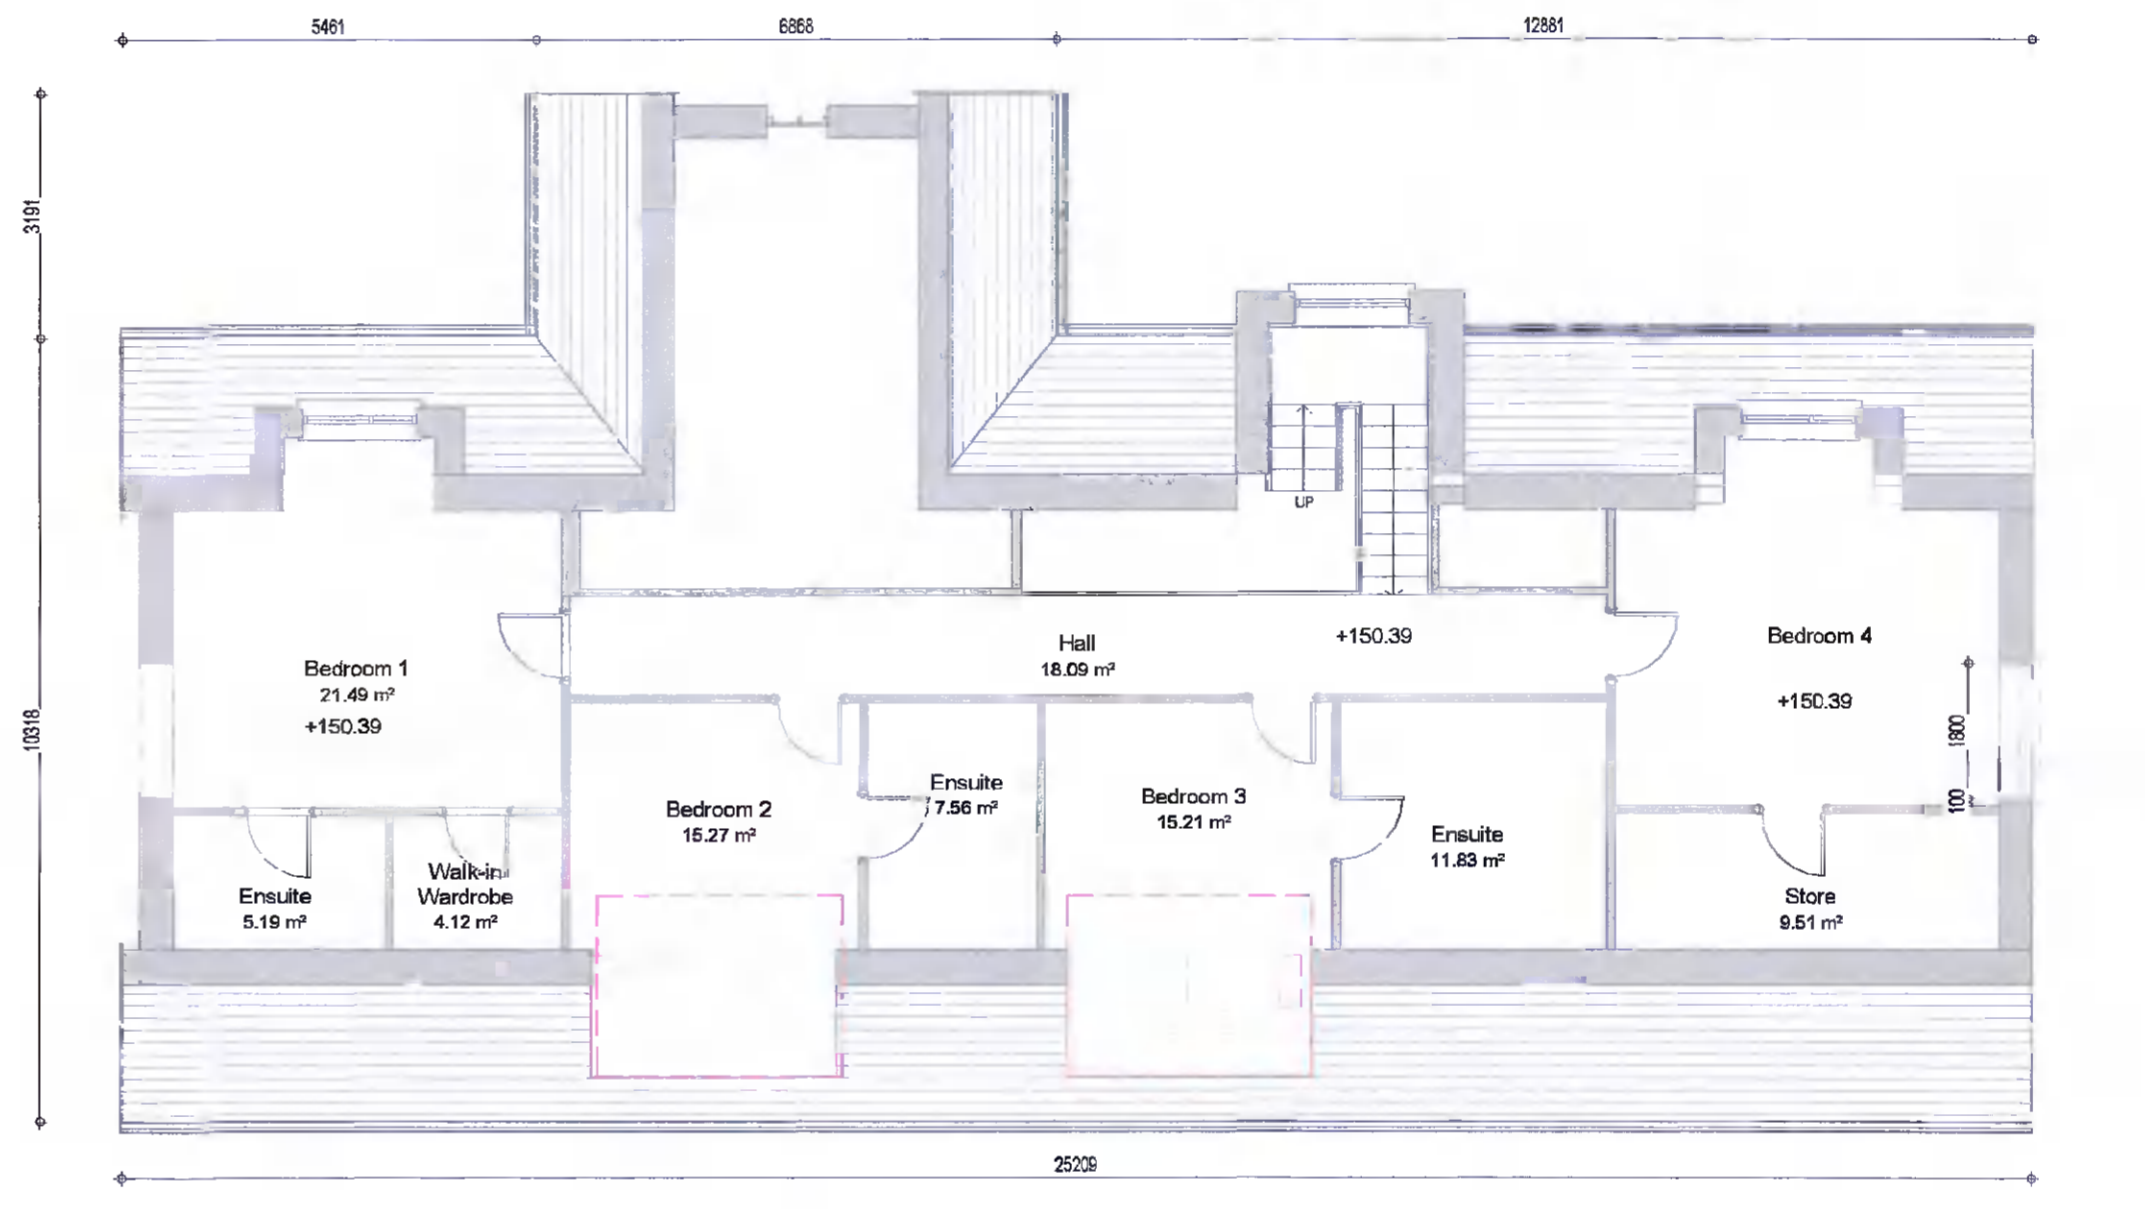 5461
6868
12881
3191
10318
UP
Hall
18.09 m²
+150.39
Bedroom 1
21.49 m²
+150.39
Bedroom 4
+150.39
1800
100
Bedroom 2
15.27 m²
Ensuite
7.56 m²
Bedroom 3
15.21 m²
Ensuite
11.83 m²
Ensuite
5.19 m²
Walk-in
Wardrobe
4.12 m²
Store
9.51 m²
25209